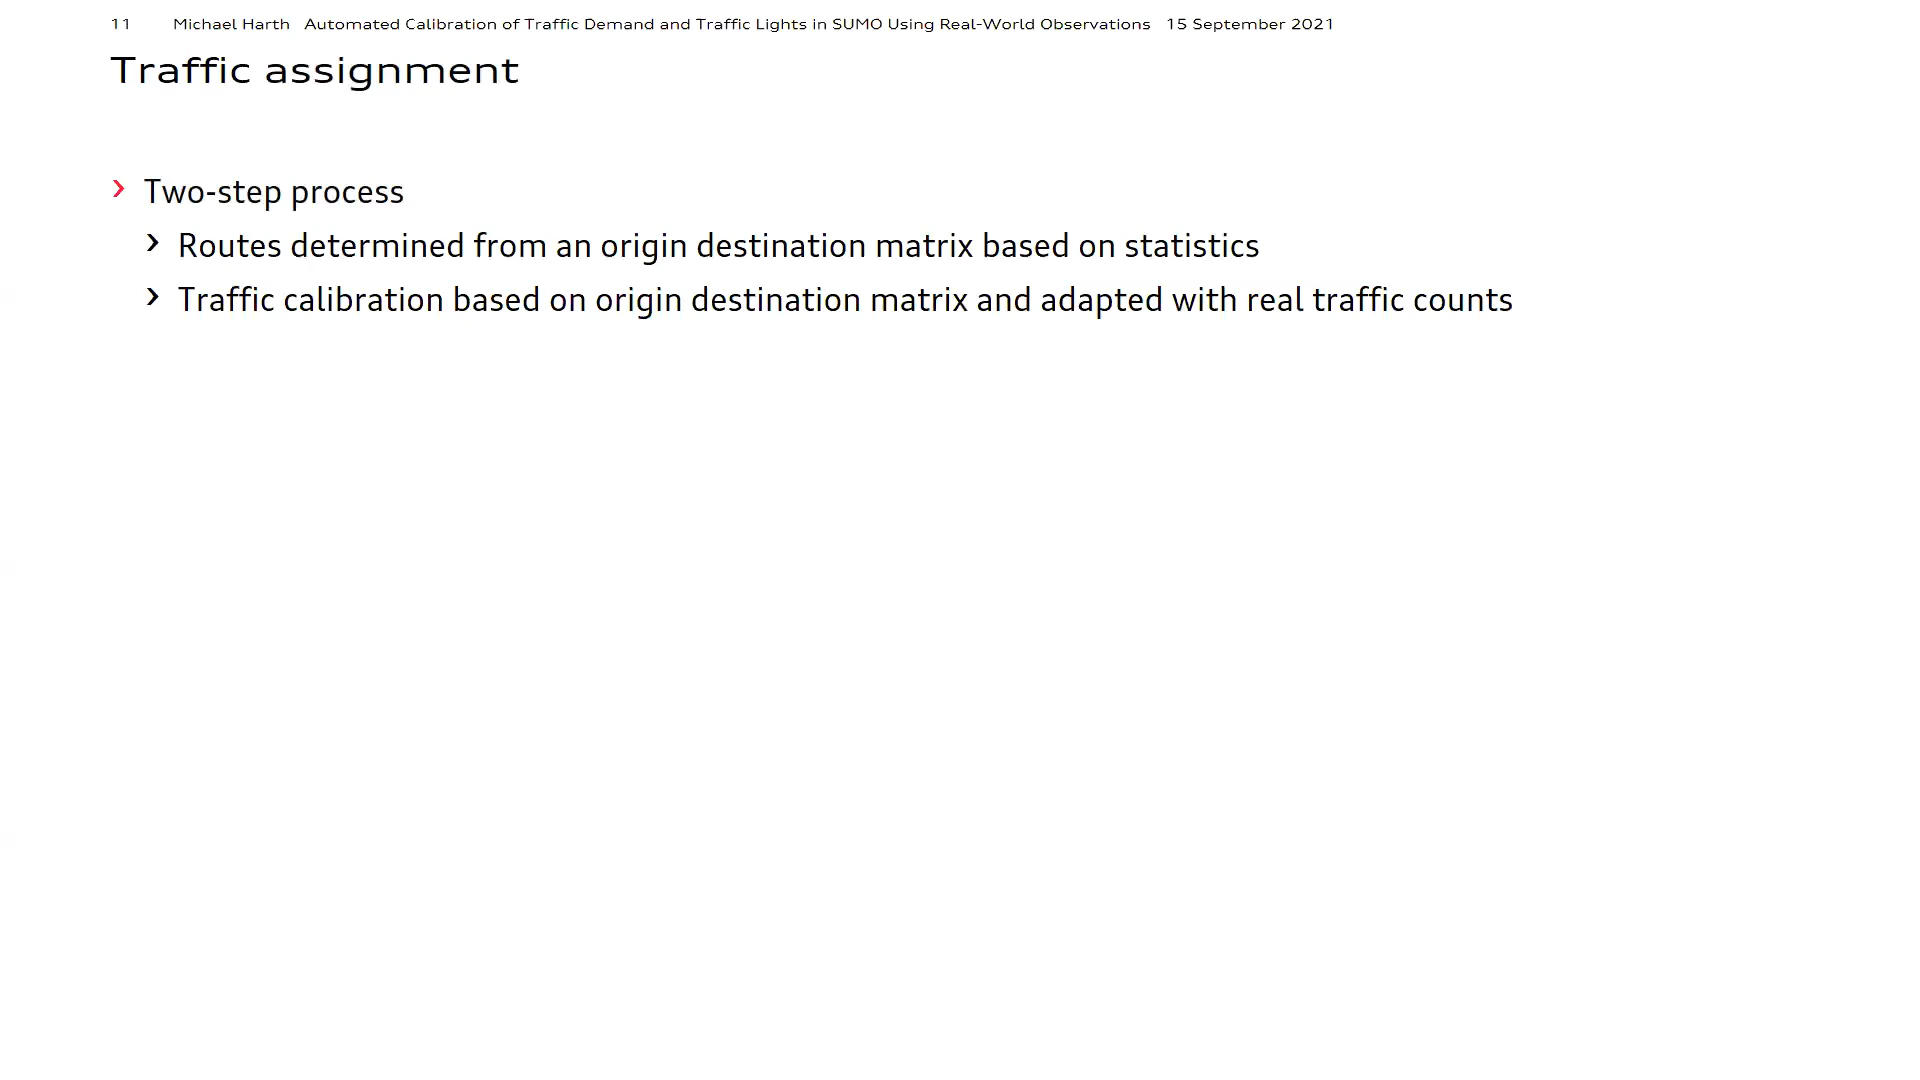 11 Michael Harth Automated Calibration of Traffic Demand and Traffic Lights in SUMO Using Real-World Observations 15 September 2021
Traffic assignment
› Two-step process
› Routes determined from an origin destination matrix based on statistics
› Traffic calibration based on origin destination matrix and adapted with real traffic counts